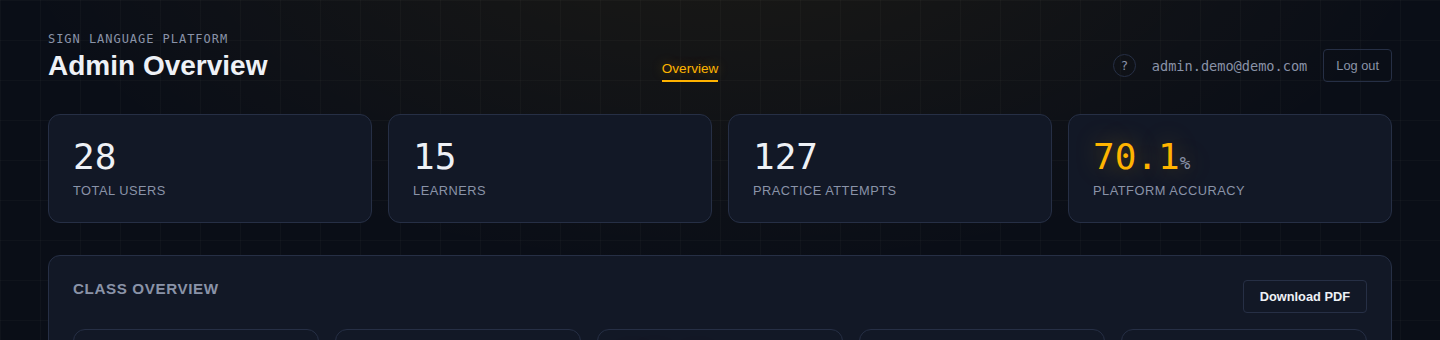 SIGN LANGUAGE PLATFORM
Admin Overview
Overview
?
admin.demo@demo.com
Log out
28
TOTAL USERS
15
LEARNERS
127
PRACTICE ATTEMPTS
70.1%
PLATFORM ACCURACY
CLASS OVERVIEW
Download PDF